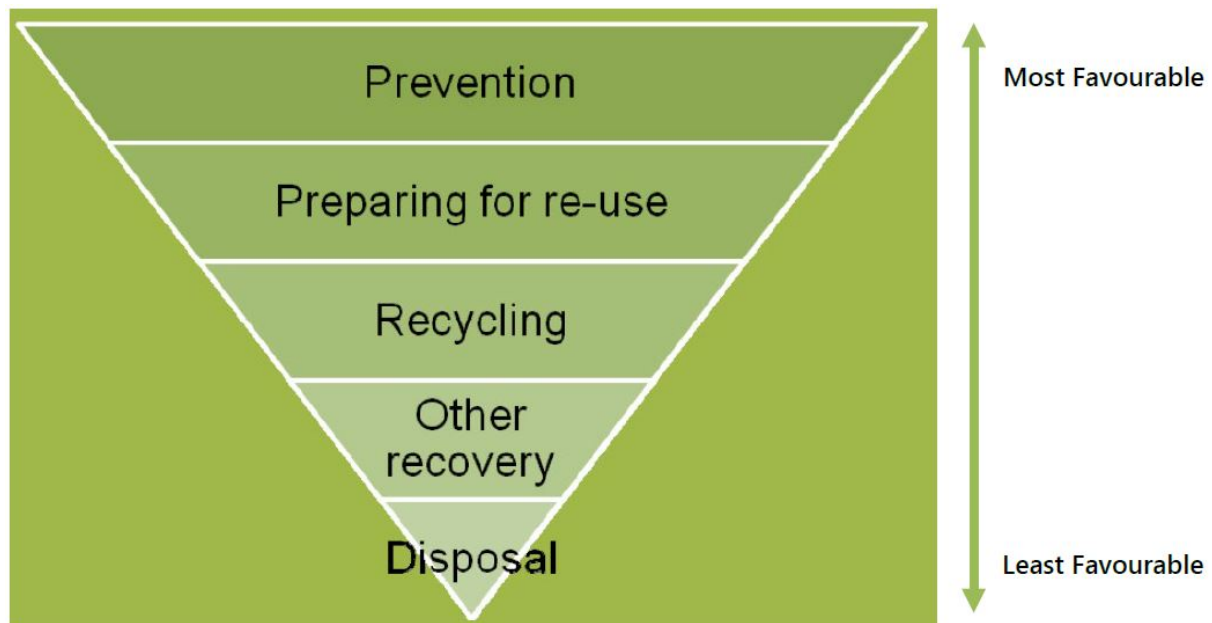 Prevention
Most Favourable
Preparing for re-use
Recycling
Other
recovery
Disposal
Least Favourable